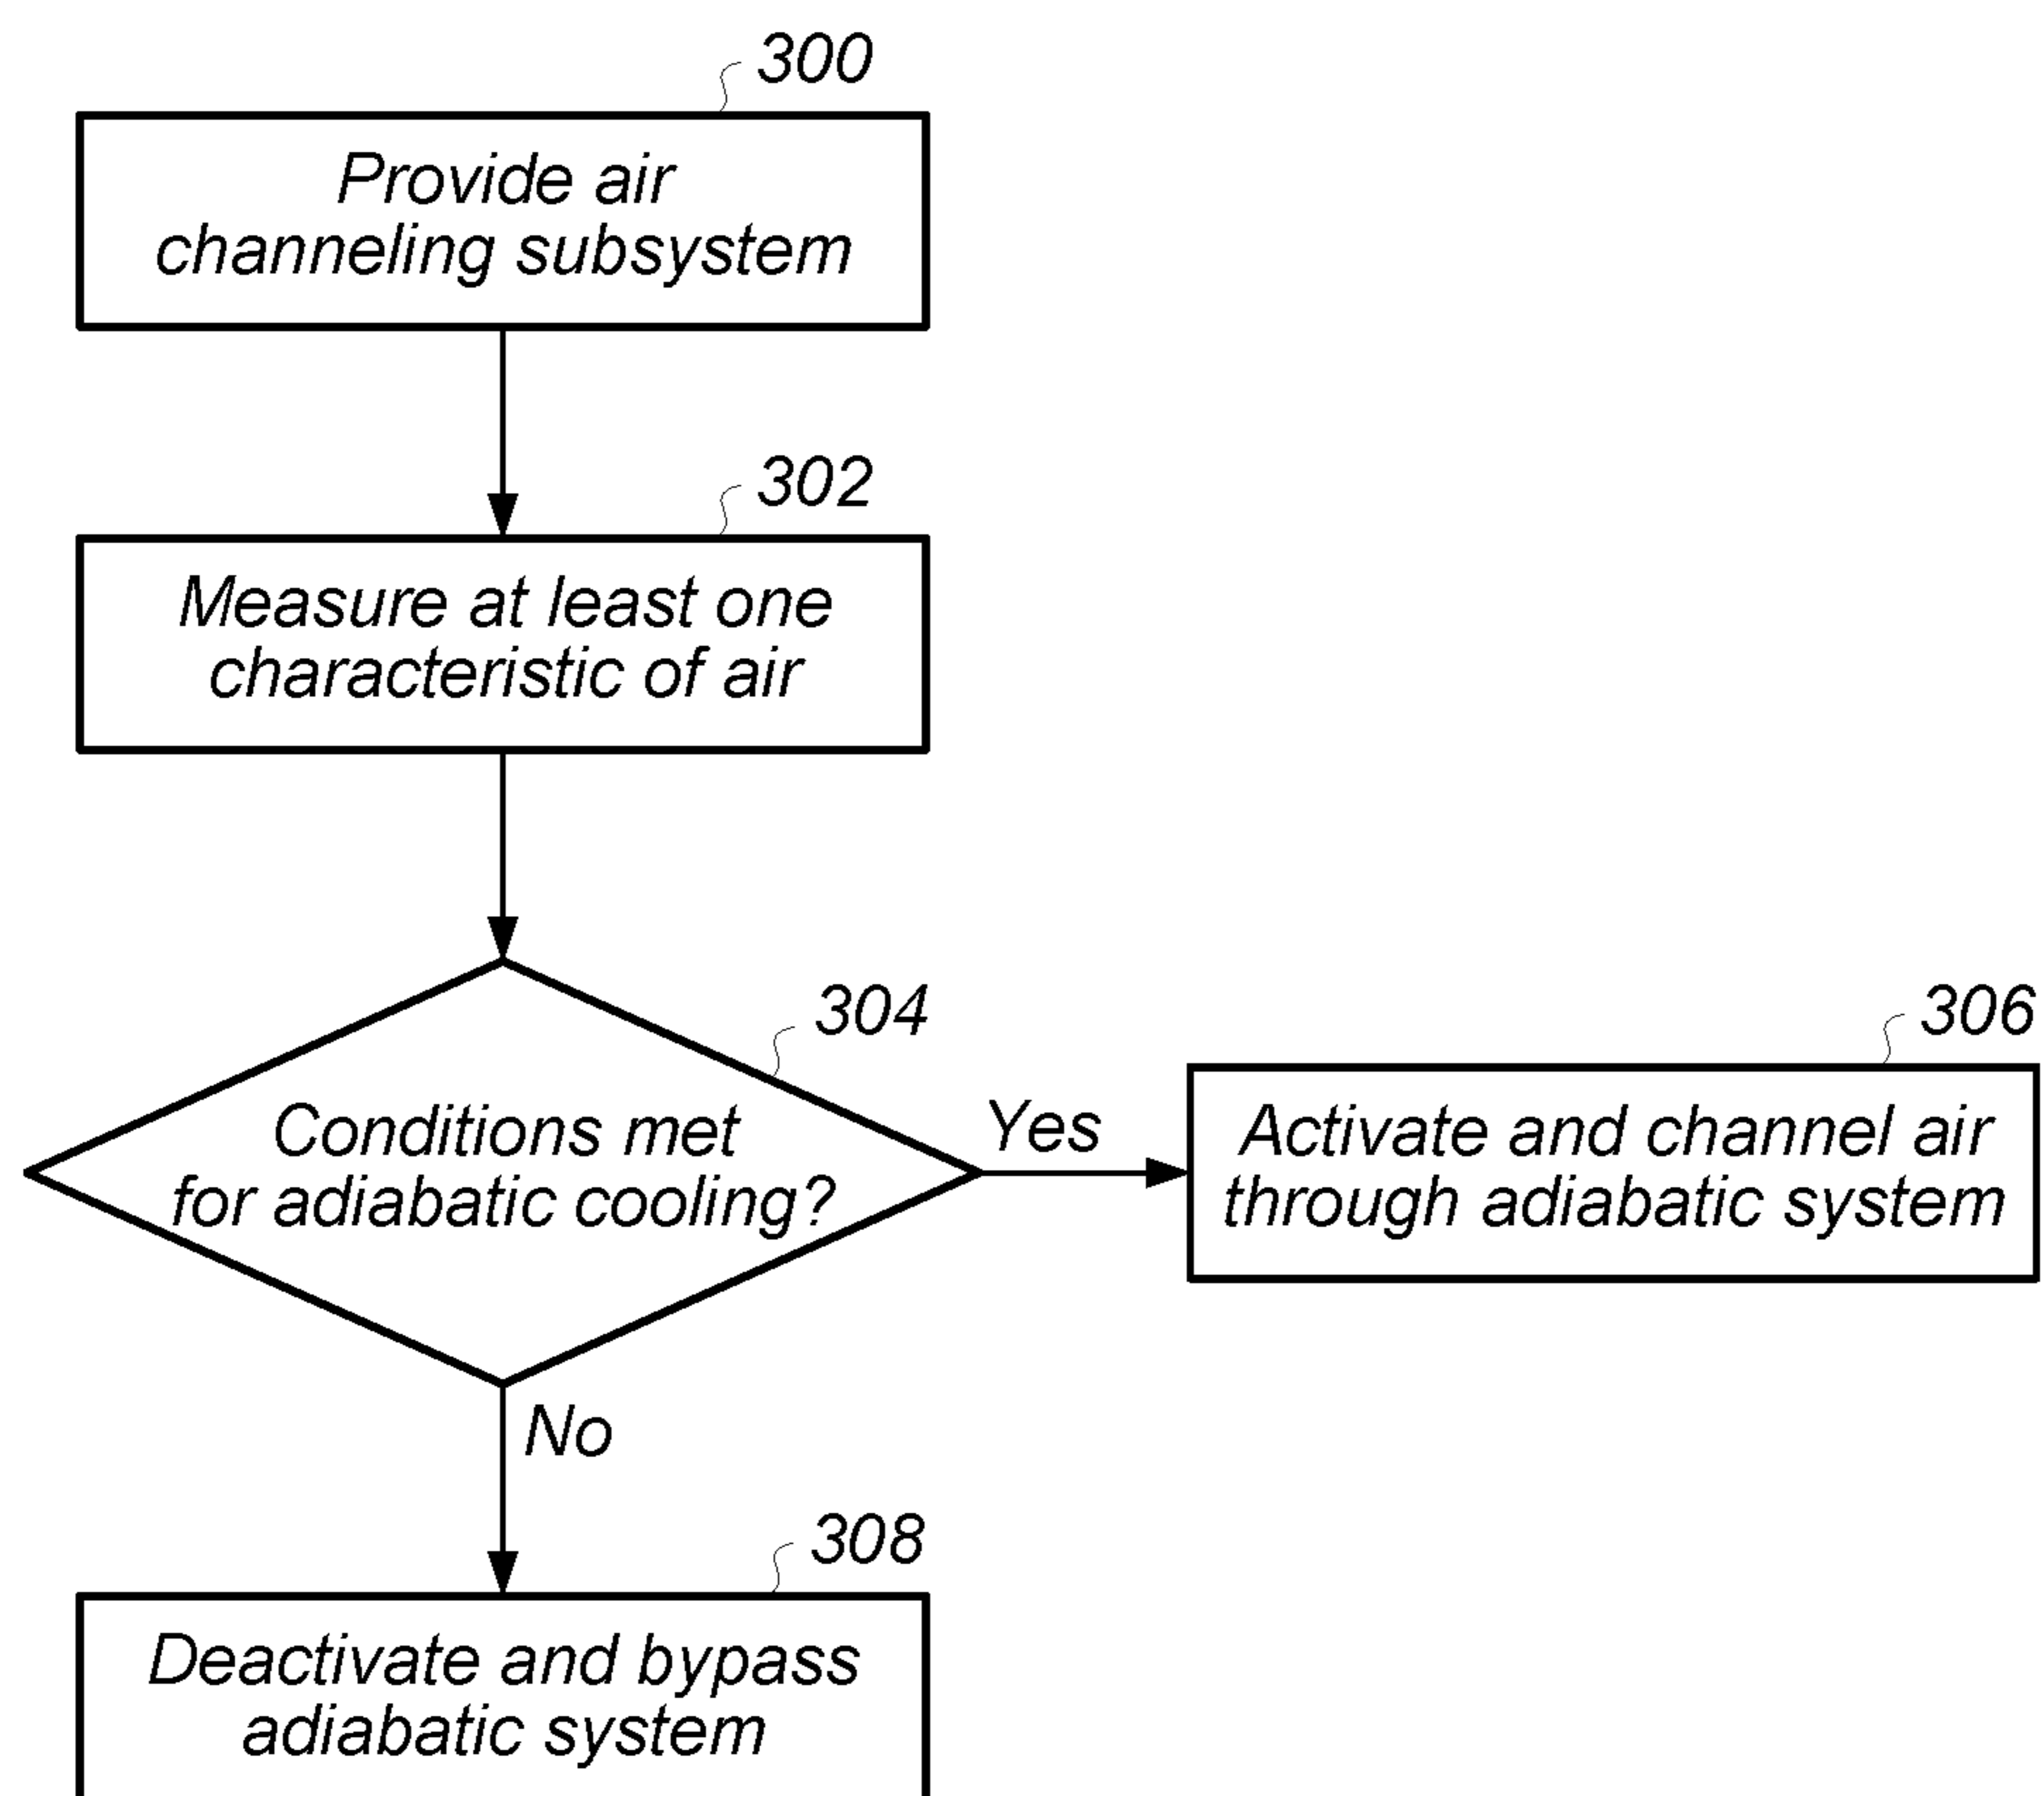 300
Provide air
channeling subsystem
302
Measure at least one
characteristic of air
304
Conditions met
for adiabatic cooling?
Yes
306
Activate and channel air
through adiabatic system
No
308
Deactivate and bypass
adiabatic system